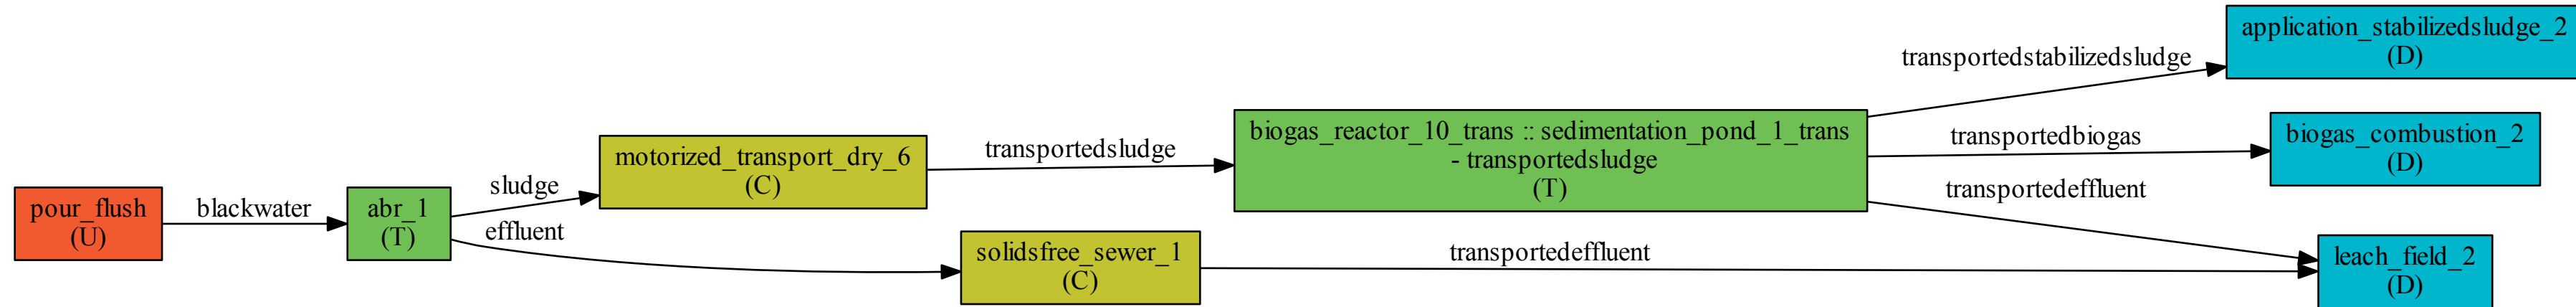 pour_flush
(U)
blackwater
abr_1
(T)
sludge
effluent
motorized_transport_dry_6
(C)
solidsfree_sewer_1
(C)
transportedsludge
transportedeffluent
biogas_reactor_10_trans :: sedimentation_pond_1_trans
- transportedsludge
(T)
transportedstabilizedsludge
transportedbiogas
transportedeffluent
application_stabilizedsludge_2
(D)
biogas_combustion_2
(D)
leach_field_2
(D)